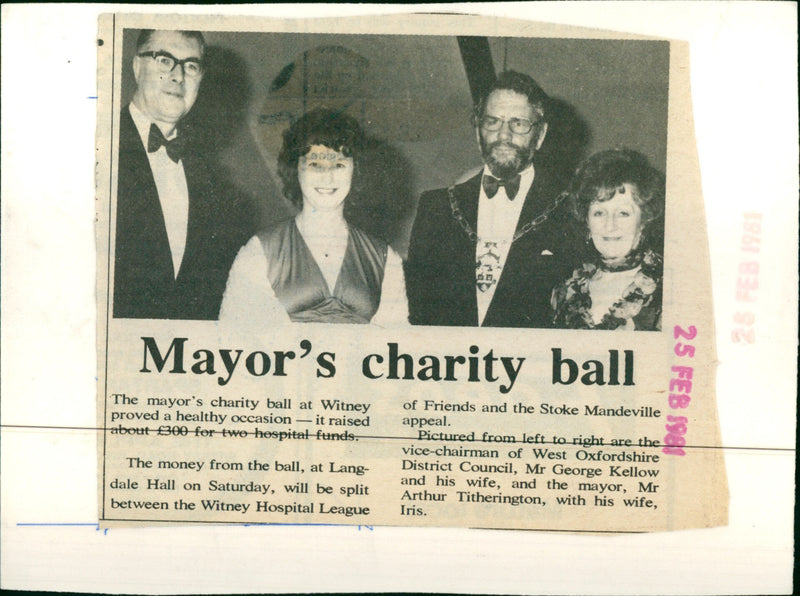 Mayor's charity ball
The mayor's charity ball at Witney
proved a healthy occasion — it raised
about £300 for two hospital funds.
The money from the ball, at Lang-
dale Hall on Saturday, will be split
between the Witney Hospital League
of Friends and the Stoke Mandeville
appeal.
Pictured from left to right are the
vice-chairman of West Oxfordshire
District Council, Mr George Kellow
and his wife, and the mayor, Mr
Arthur Titherington, with his wife,
Iris.
25 FEB 1981
26 FEB 1981